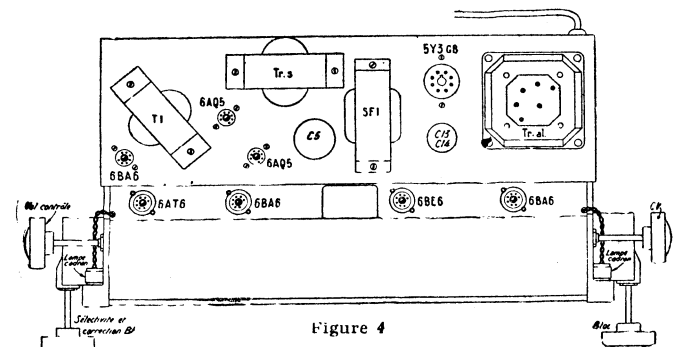 5Y3GB
Tr.s
6AQ5
T1
SF1
C6
C15
C14
Tr.al.
6AQ5
6BA6
6AT6
6BA6
6BE6
6BA6
Vol contrôle
CV.
Lampe
cadran
Lampe
cadran
Sélectivité et
correction BF
Bloc
Figure 4